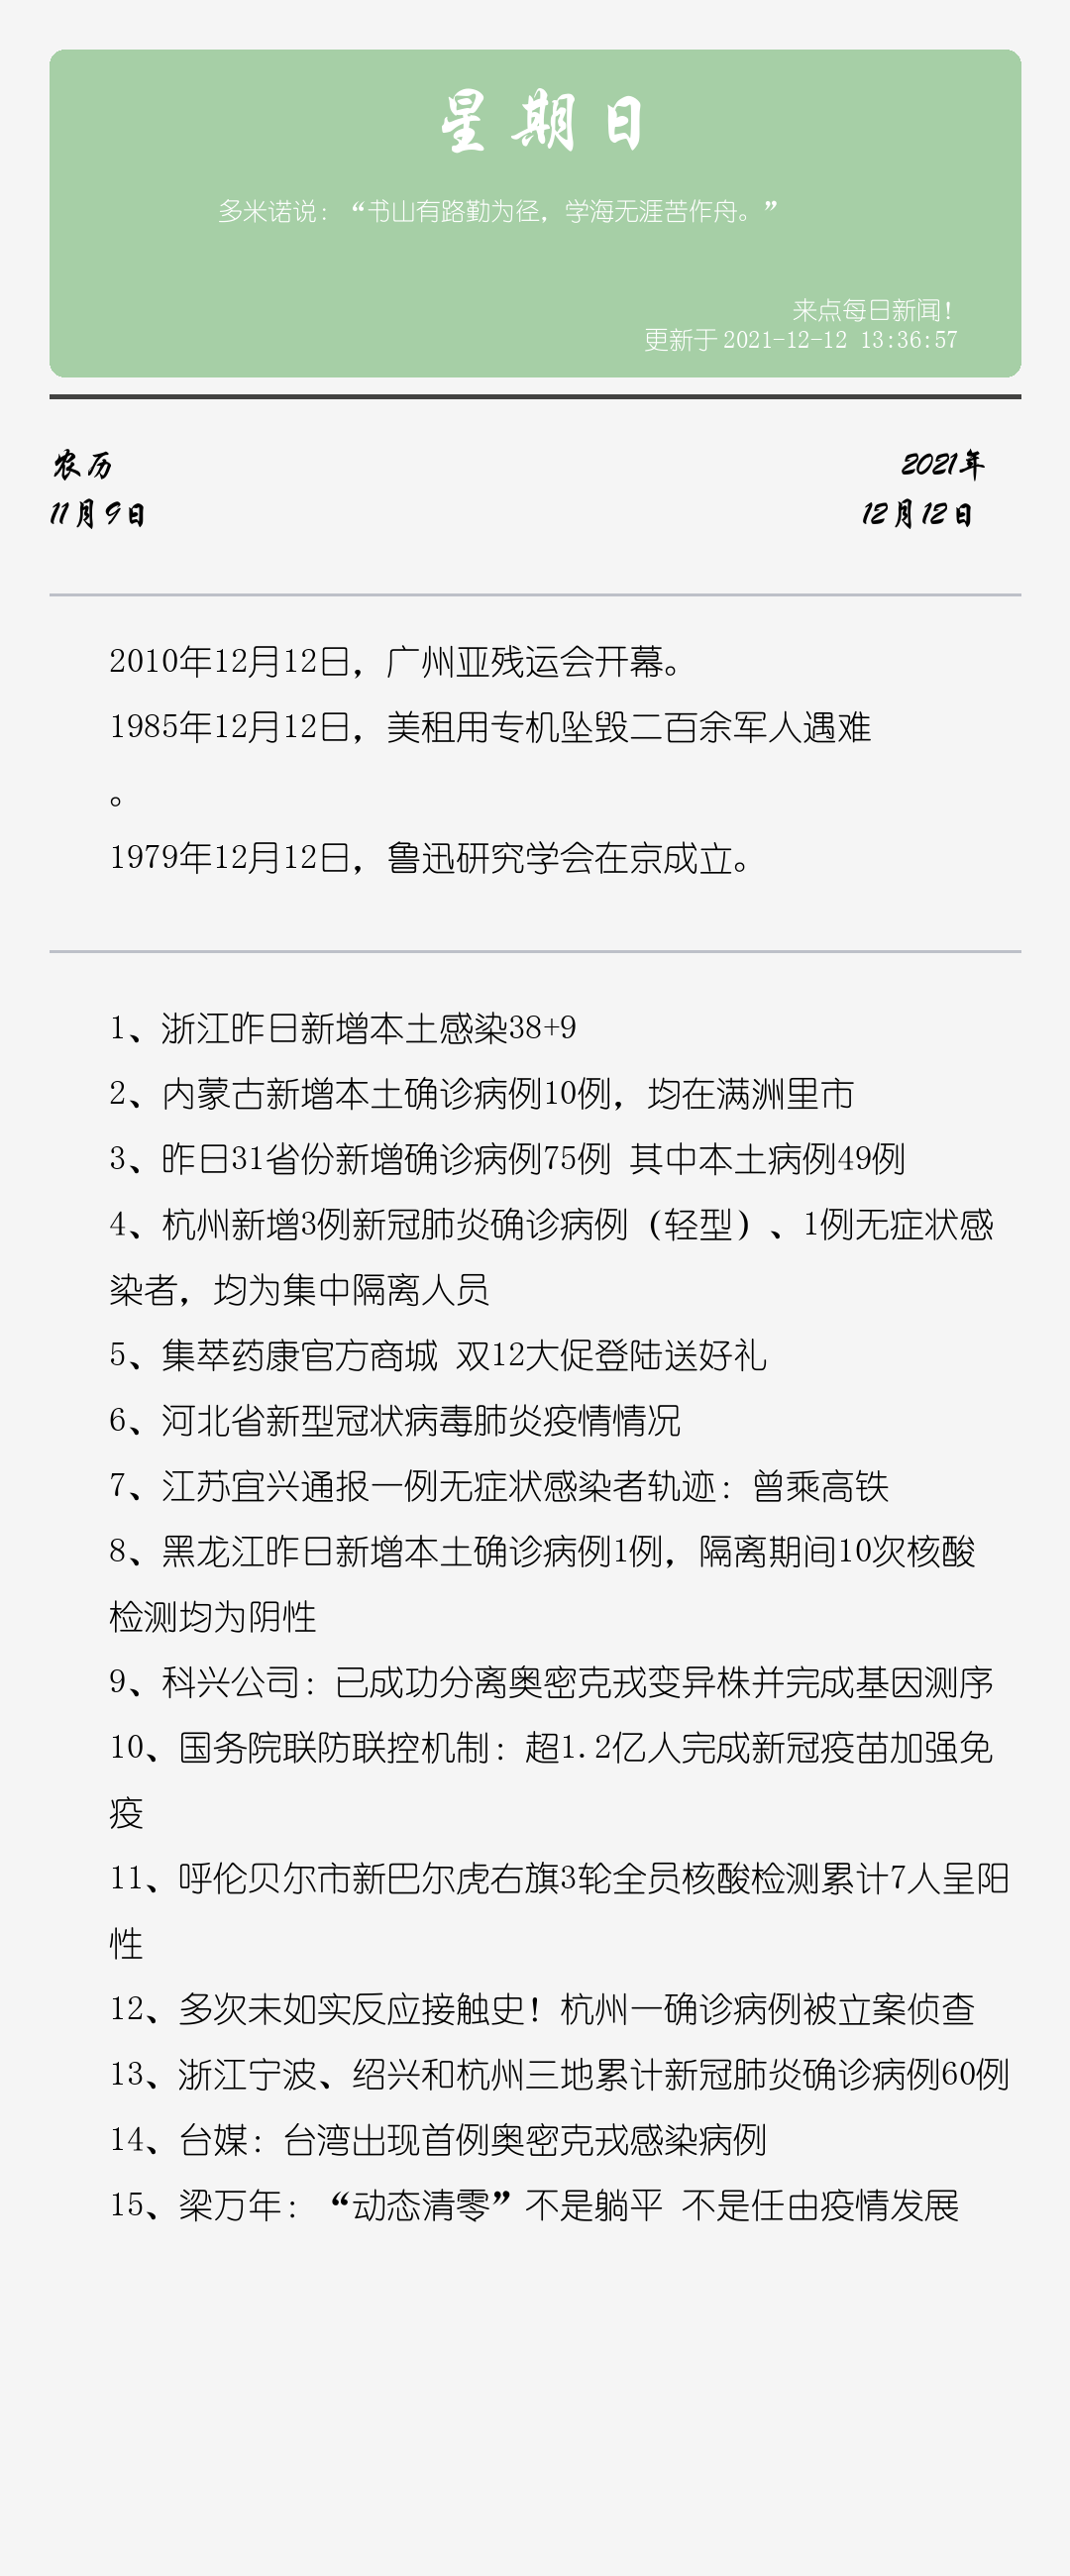 星期日
多米诺说：“书山有路勤为径，学海无涯苦作舟。”
来点每日新闻！
更新于2021-12-12 13:36:57
农历
2021年
11月9日
12月12日
2010年12月12日，广州亚残运会开幕。
1985年12月12日，美租用专机坠毁二百余军人遇难
。
1979年12月12日，鲁迅研究学会在京成立。
1、浙江昨日新增本土感染38+9
2、内蒙古新增本土确诊病例10例，均在满洲里市
3、昨日31省份新增确诊病例75例 其中本土病例49例
4、杭州新增3例新冠肺炎确诊病例（轻型）、1例无症状感
染者，均为集中隔离人员
5、集萃药康官方商城 双12大促登陆送好礼
6、河北省新型冠状病毒肺炎疫情情况
7、江苏宜兴通报一例无症状感染者轨迹：曾乘高铁
8、黑龙江昨日新增本土确诊病例1例，隔离期间10次核酸
检测均为阴性
9、科兴公司：已成功分离奥密克戎变异株并完成基因测序
10、国务院联防联控机制：超1.2亿人完成新冠疫苗加强免
疫
11、呼伦贝尔市新巴尔虎右旗3轮全员核酸检测累计7人呈阳
性
12、多次未如实反应接触史！杭州一确诊病例被立案侦查
13、浙江宁波、绍兴和杭州三地累计新冠肺炎确诊病例60例
14、台媒：台湾出现首例奥密克戎感染病例
15、梁万年：“动态清零”不是躺平 不是任由疫情发展